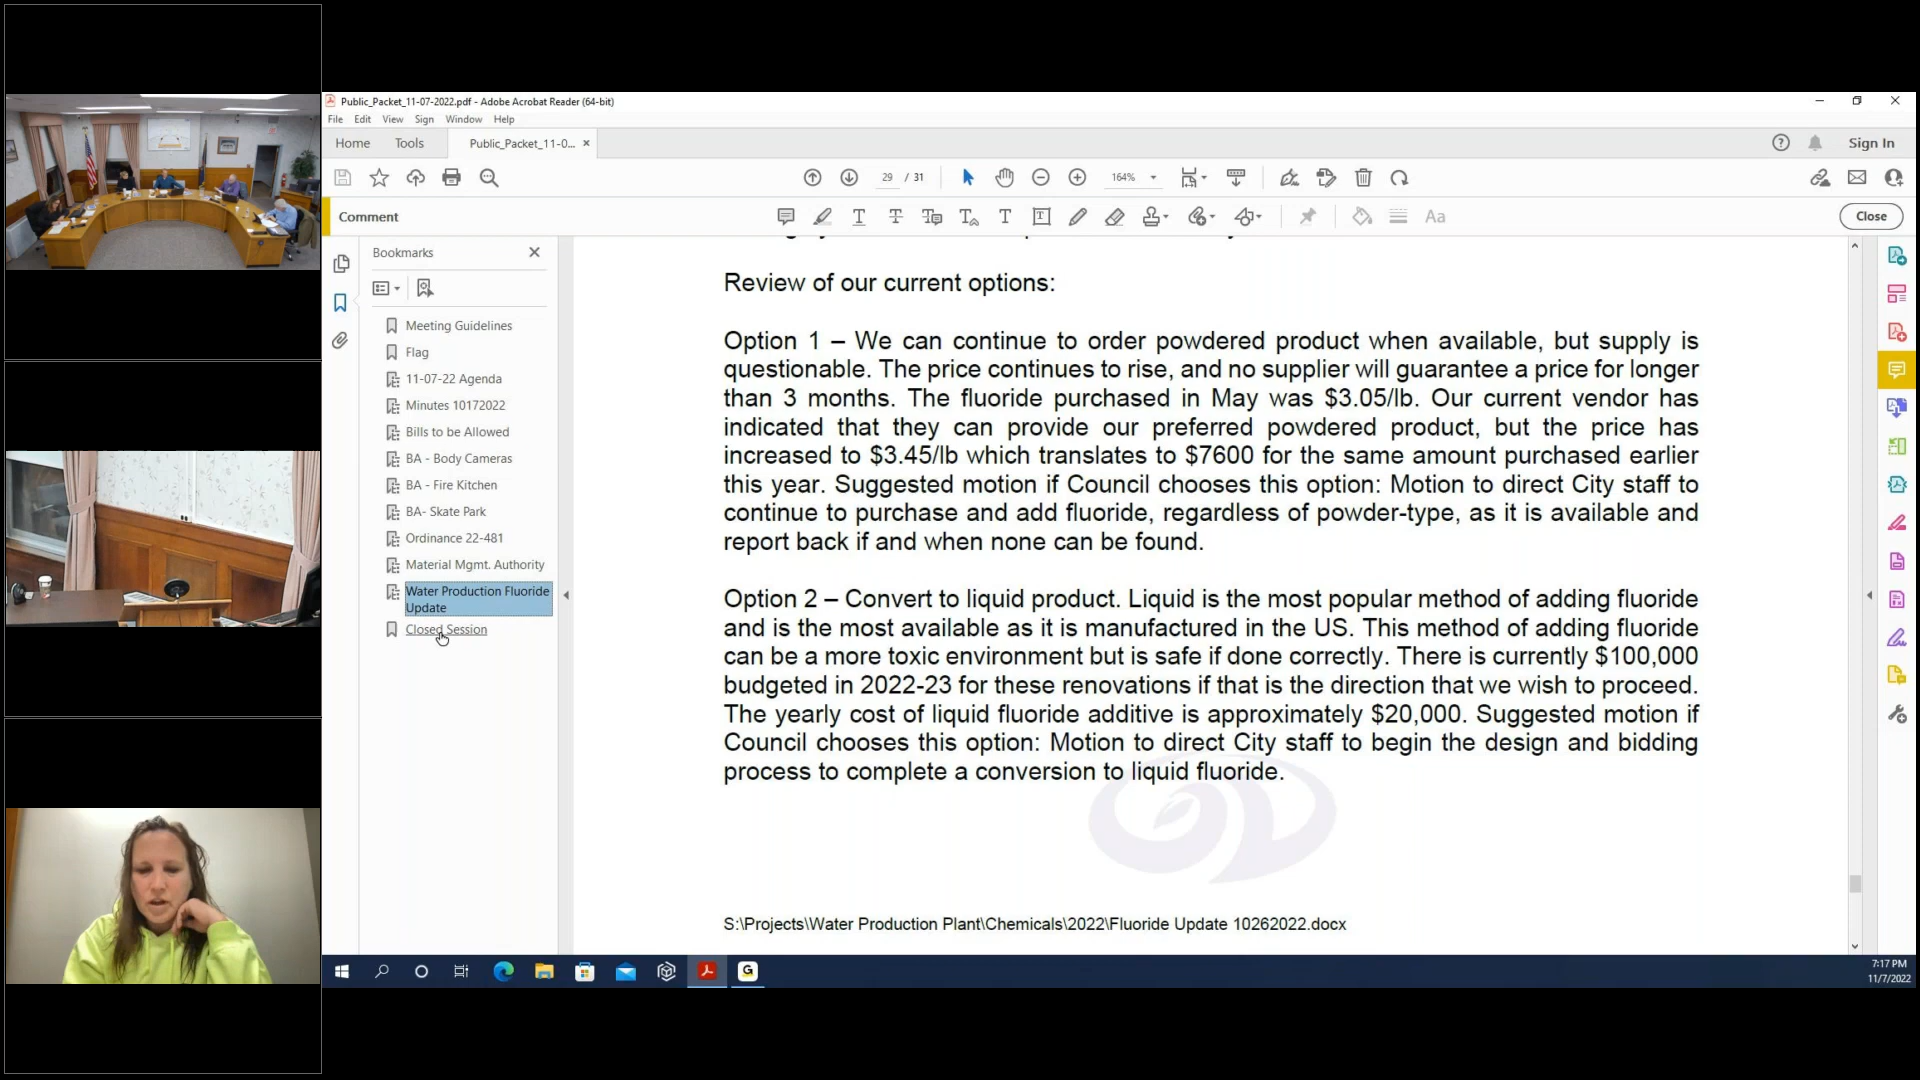 Public_Packet_11-07-2022.pdf - Adobe Acrobat Reader (64-bit)
File Edit View Sign Window Help
Home Tools Public_Packet_11-0... × Sign In
29 / 31 164%
Comment Close
Bookmarks
Meeting Guidelines
Flag
11-07-22 Agenda
Minutes 10172022
Bills to be Allowed
BA - Body Cameras
BA - Fire Kitchen
BA- Skate Park
Ordinance 22-481
Material Mgmt. Authority
Water Production Fluoride
Update
Closed Session
Review of our current options:
Option 1 – We can continue to order powdered product when available, but supply is
questionable. The price continues to rise, and no supplier will guarantee a price for longer
than 3 months. The fluoride purchased in May was $3.05/lb. Our current vendor has
indicated that they can provide our preferred powdered product, but the price has
increased to $3.45/lb which translates to $7600 for the same amount purchased earlier
this year. Suggested motion if Council chooses this option: Motion to direct City staff to
continue to purchase and add fluoride, regardless of powder-type, as it is available and
report back if and when none can be found.
Option 2 – Convert to liquid product. Liquid is the most popular method of adding fluoride
and is the most available as it is manufactured in the US. This method of adding fluoride
can be a more toxic environment but is safe if done correctly. There is currently $100,000
budgeted in 2022-23 for these renovations if that is the direction that we wish to proceed.
The yearly cost of liquid fluoride additive is approximately $20,000. Suggested motion if
Council chooses this option: Motion to direct City staff to begin the design and bidding
process to complete a conversion to liquid fluoride.
S:\Projects\Water Production Plant\Chemicals\2022\Fluoride Update 10262022.docx
7:17 PM
11/7/2022